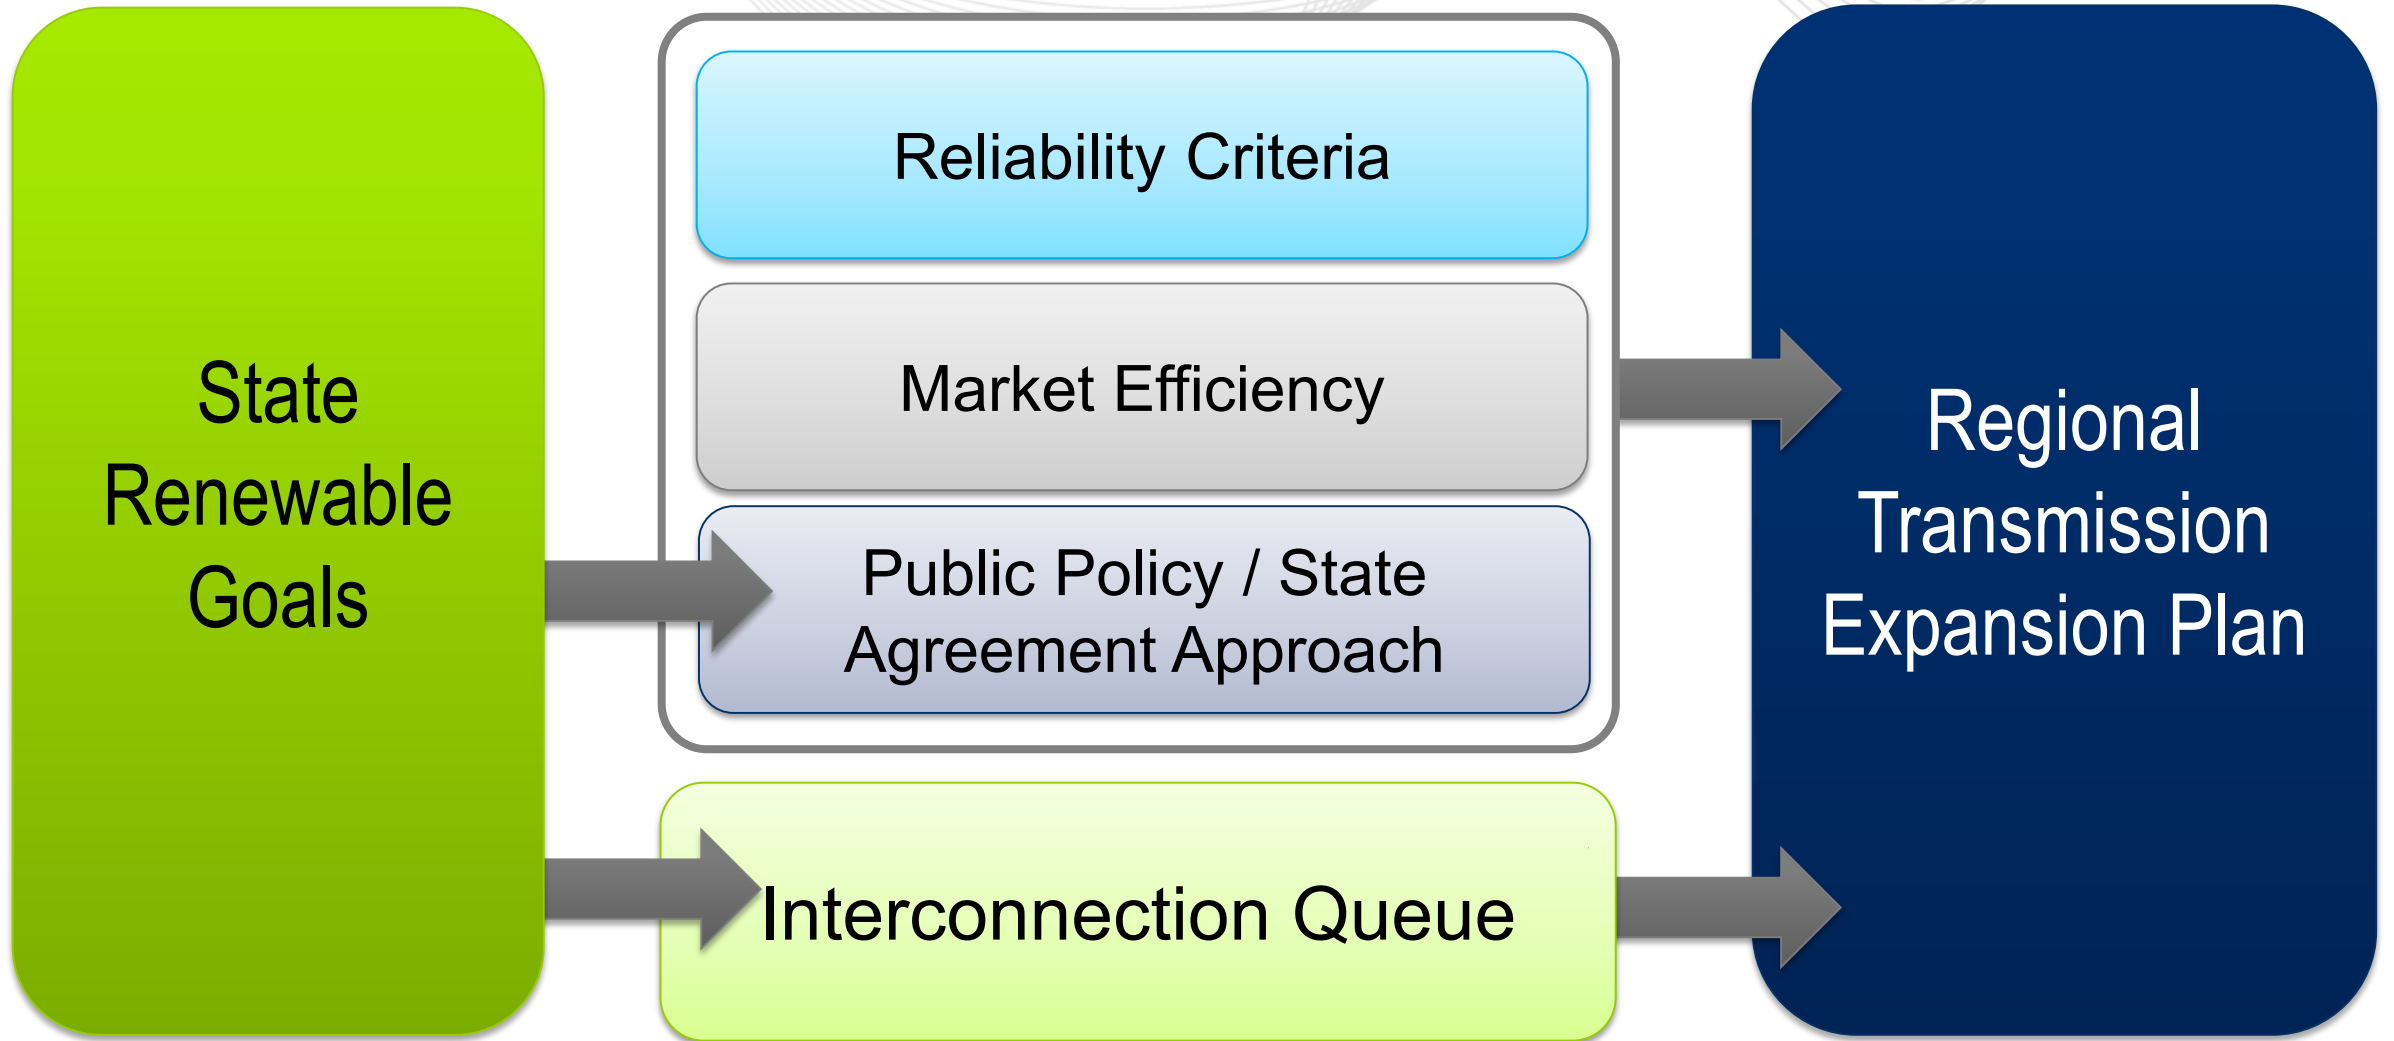 State
Renewable
Goals
Reliability Criteria
Market Efficiency
Public Policy / State
Agreement Approach
Interconnection Queue
Regional
Transmission
Expansion Plan